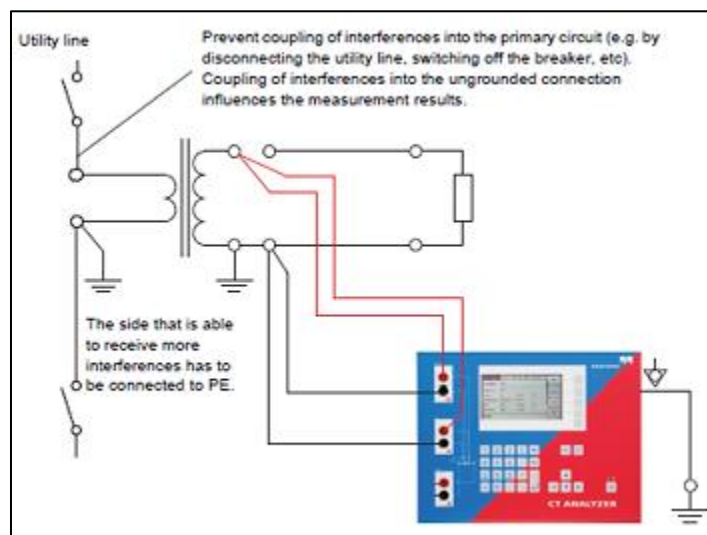 Utility line
Prevent coupling of interferences into the primary circuit (e.g. by
disconnecting the utility line, switching off the breaker, etc).
Coupling of interferences into the ungrounded connection
influences the measurement results.
The side that is able
to receive more
interferences has to
be connected to PE.
CT ANALYZER